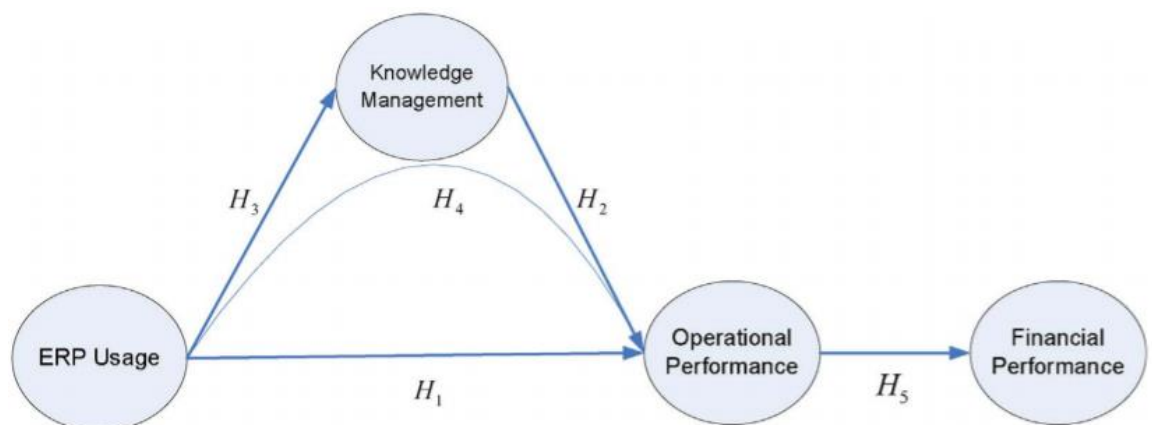 Knowledge
Management
H₃
H₄
H₂
ERP Usage
Operational
Performance
Financial
Performance
H₁
H₅